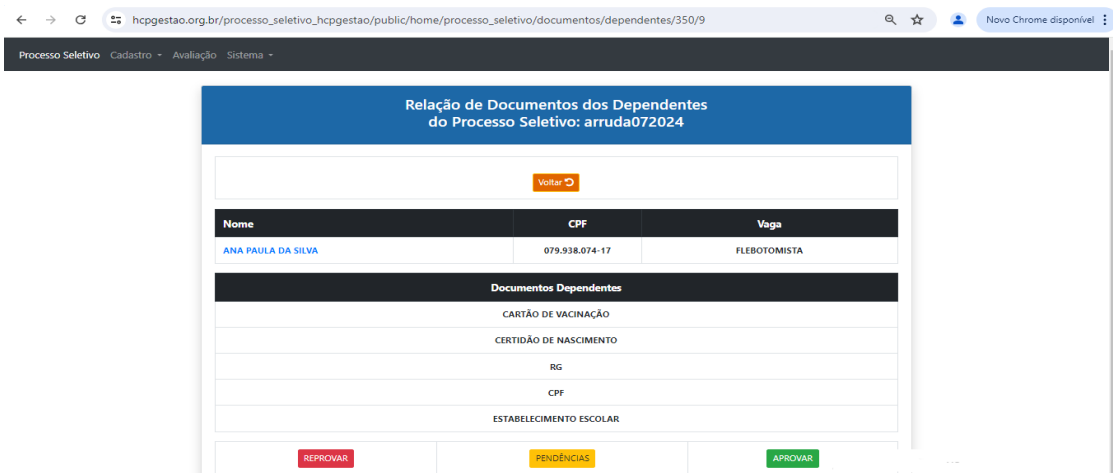 hcpgestao.org.br/processo_seletivo_hcpgestao/public/home/processo_seletivo/documentos/dependentes/350/9
Novo Chrome disponível
Processo Seletivo Cadastro Avaliação Sistema
Relação de Documentos dos Dependentes
do Processo Seletivo: arruda072024
Voltar
Nome CPF Vaga
ANA PAULA DA SILVA 079.938.074-17 FLEBOTOMISTA
Documentos Dependentes
CARTÃO DE VACINAÇÃO
CERTIDÃO DE NASCIMENTO
RG
CPF
ESTABELECIMENTO ESCOLAR
REPROVAR PENDÊNCIAS APROVAR